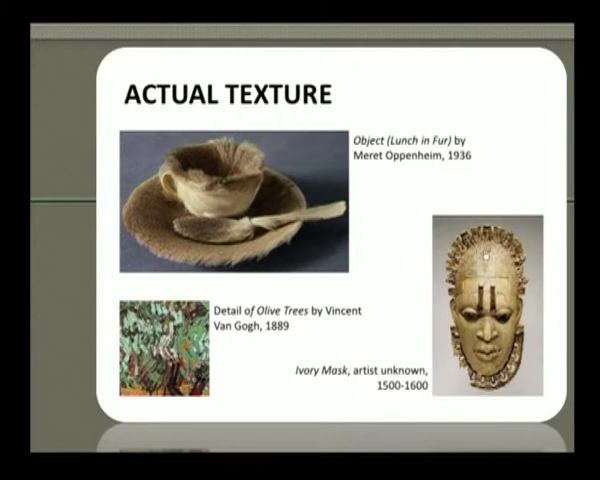 ACTUAL TEXTURE
Object (Lunch in Fur) by
Meret Oppenheim, 1936
Detail of Olive Trees by Vincent
Van Gogh, 1889
Ivory Mask, artist unknown,
1500-1600